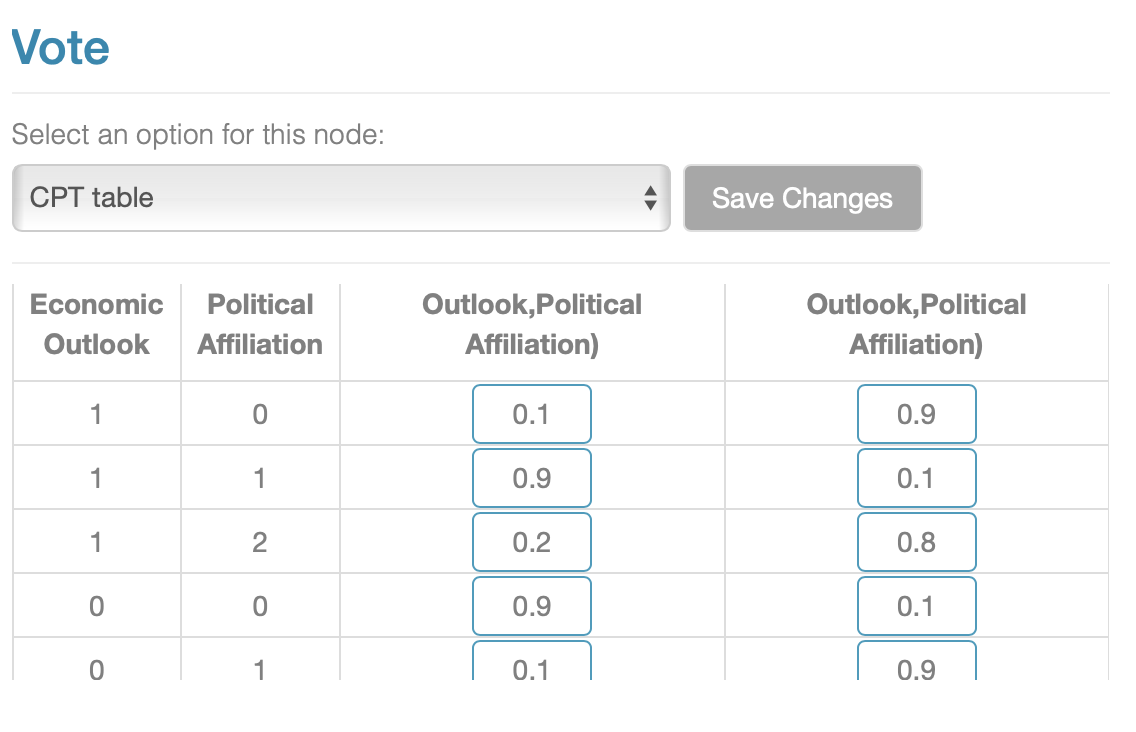 Vote
Select an option for this node:
CPT table
Save Changes
Economic Political Outlook,Political Outlook,Political
Outlook Affiliation Affiliation) Affiliation)
1 0 0.1 0.9
1 1 0.9 0.1
1 2 0.2 0.8
0 0 0.9 0.1
0 1 0.1 0.9